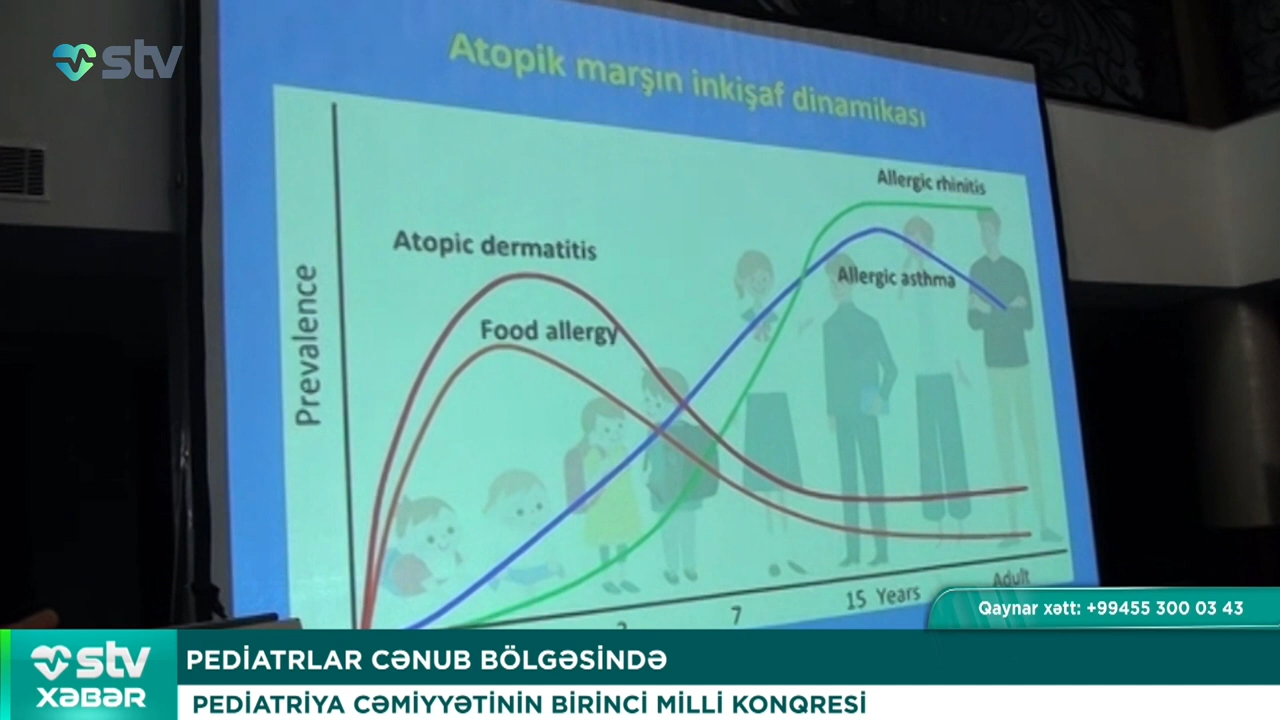 stv
Atopik marşın inkişaf dinamikası
Allergic rhinitis
Atopic dermatitis
Allergic asthma
Food allergy
Prevalence
7
15 Years
Adult
Qaynar xətt: +99455 300 03 43
stv
XƏBƏR
PEDİATRLAR CƏNUB BÖLGƏSİNDƏ
PEDİATRİYA CƏMİYYƏTİNİN BİRİNCİ MİLLİ KONQRESİ